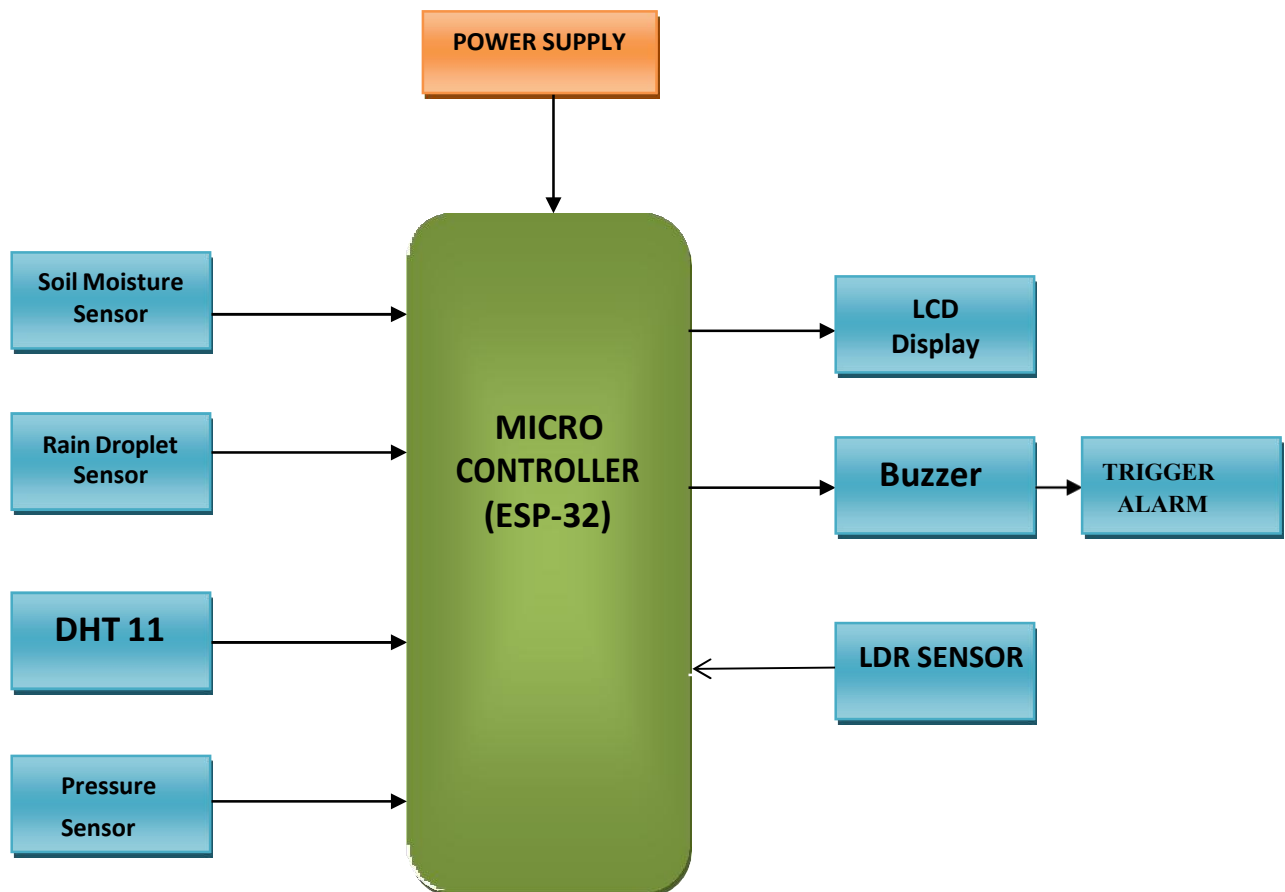 POWER SUPPLY
Soil Moisture
Sensor
Rain Droplet
Sensor
DHT 11
Pressure
Sensor
MICRO
CONTROLLER
(ESP-32)
LCD
Display
Buzzer
TRIGGER
ALARM
LDR SENSOR